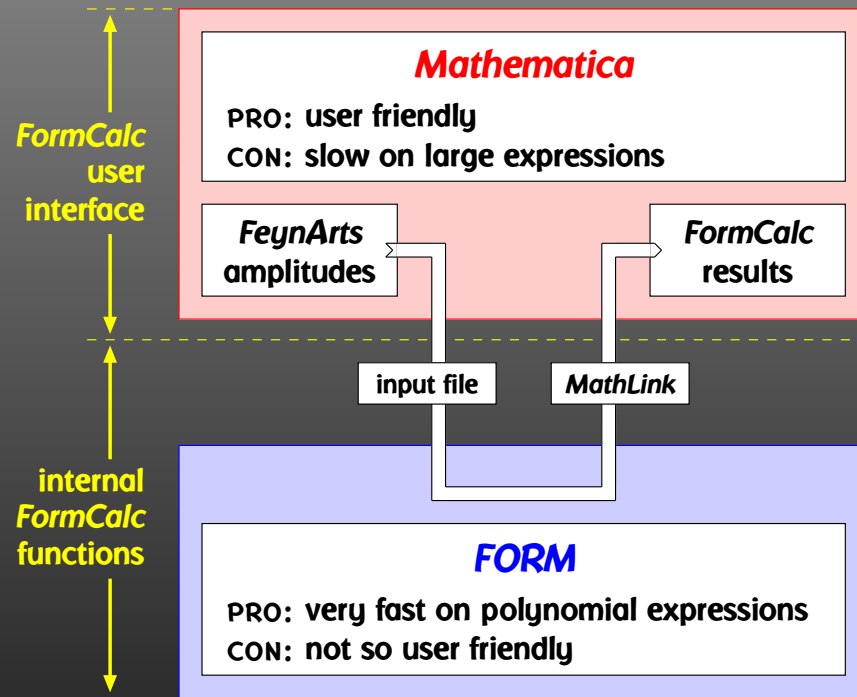 Mathematica
PRO: user friendly
CON: slow on large expressions
FormCalc
user
interface
FeynArts
amplitudes
FormCalc
results
input file
MathLink
internal
FormCalc
functions
FORM
PRO: very fast on polynomial expressions
CON: not so user friendly